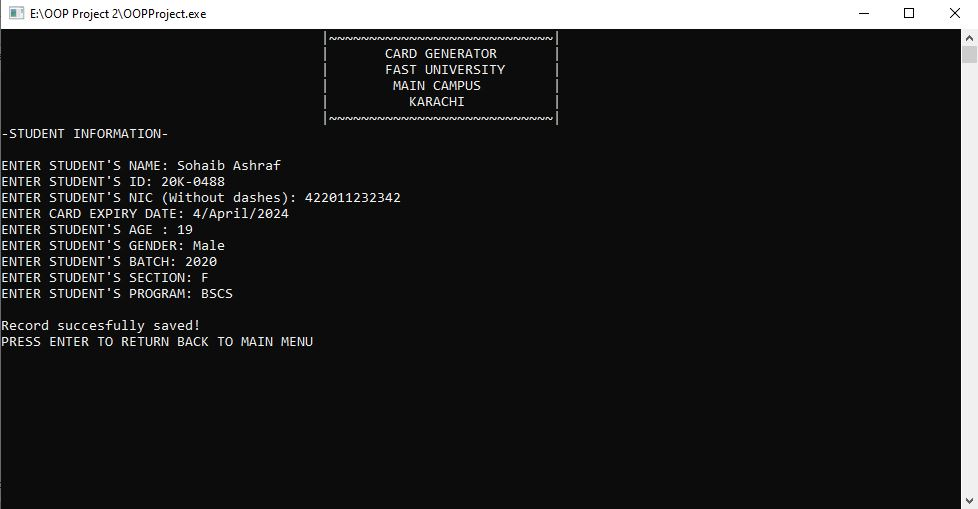 E:\OOP Project 2\OOPProject.exe
|~~~~~~~~~~~~~~~~~~~~~~~~~~~~|
| CARD GENERATOR |
| FAST UNIVERSITY |
| MAIN CAMPUS |
| KARACHI |
|~~~~~~~~~~~~~~~~~~~~~~~~~~~~|
-STUDENT INFORMATION-
ENTER STUDENT'S NAME: Sohaib Ashraf
ENTER STUDENT'S ID: 20K-0488
ENTER STUDENT'S NIC (Without dashes): 422011232342
ENTER CARD EXPIRY DATE: 4/April/2024
ENTER STUDENT'S AGE : 19
ENTER STUDENT'S GENDER: Male
ENTER STUDENT'S BATCH: 2020
ENTER STUDENT'S SECTION: F
ENTER STUDENT'S PROGRAM: BSCS
Record succesfully saved!
PRESS ENTER TO RETURN BACK TO MAIN MENU